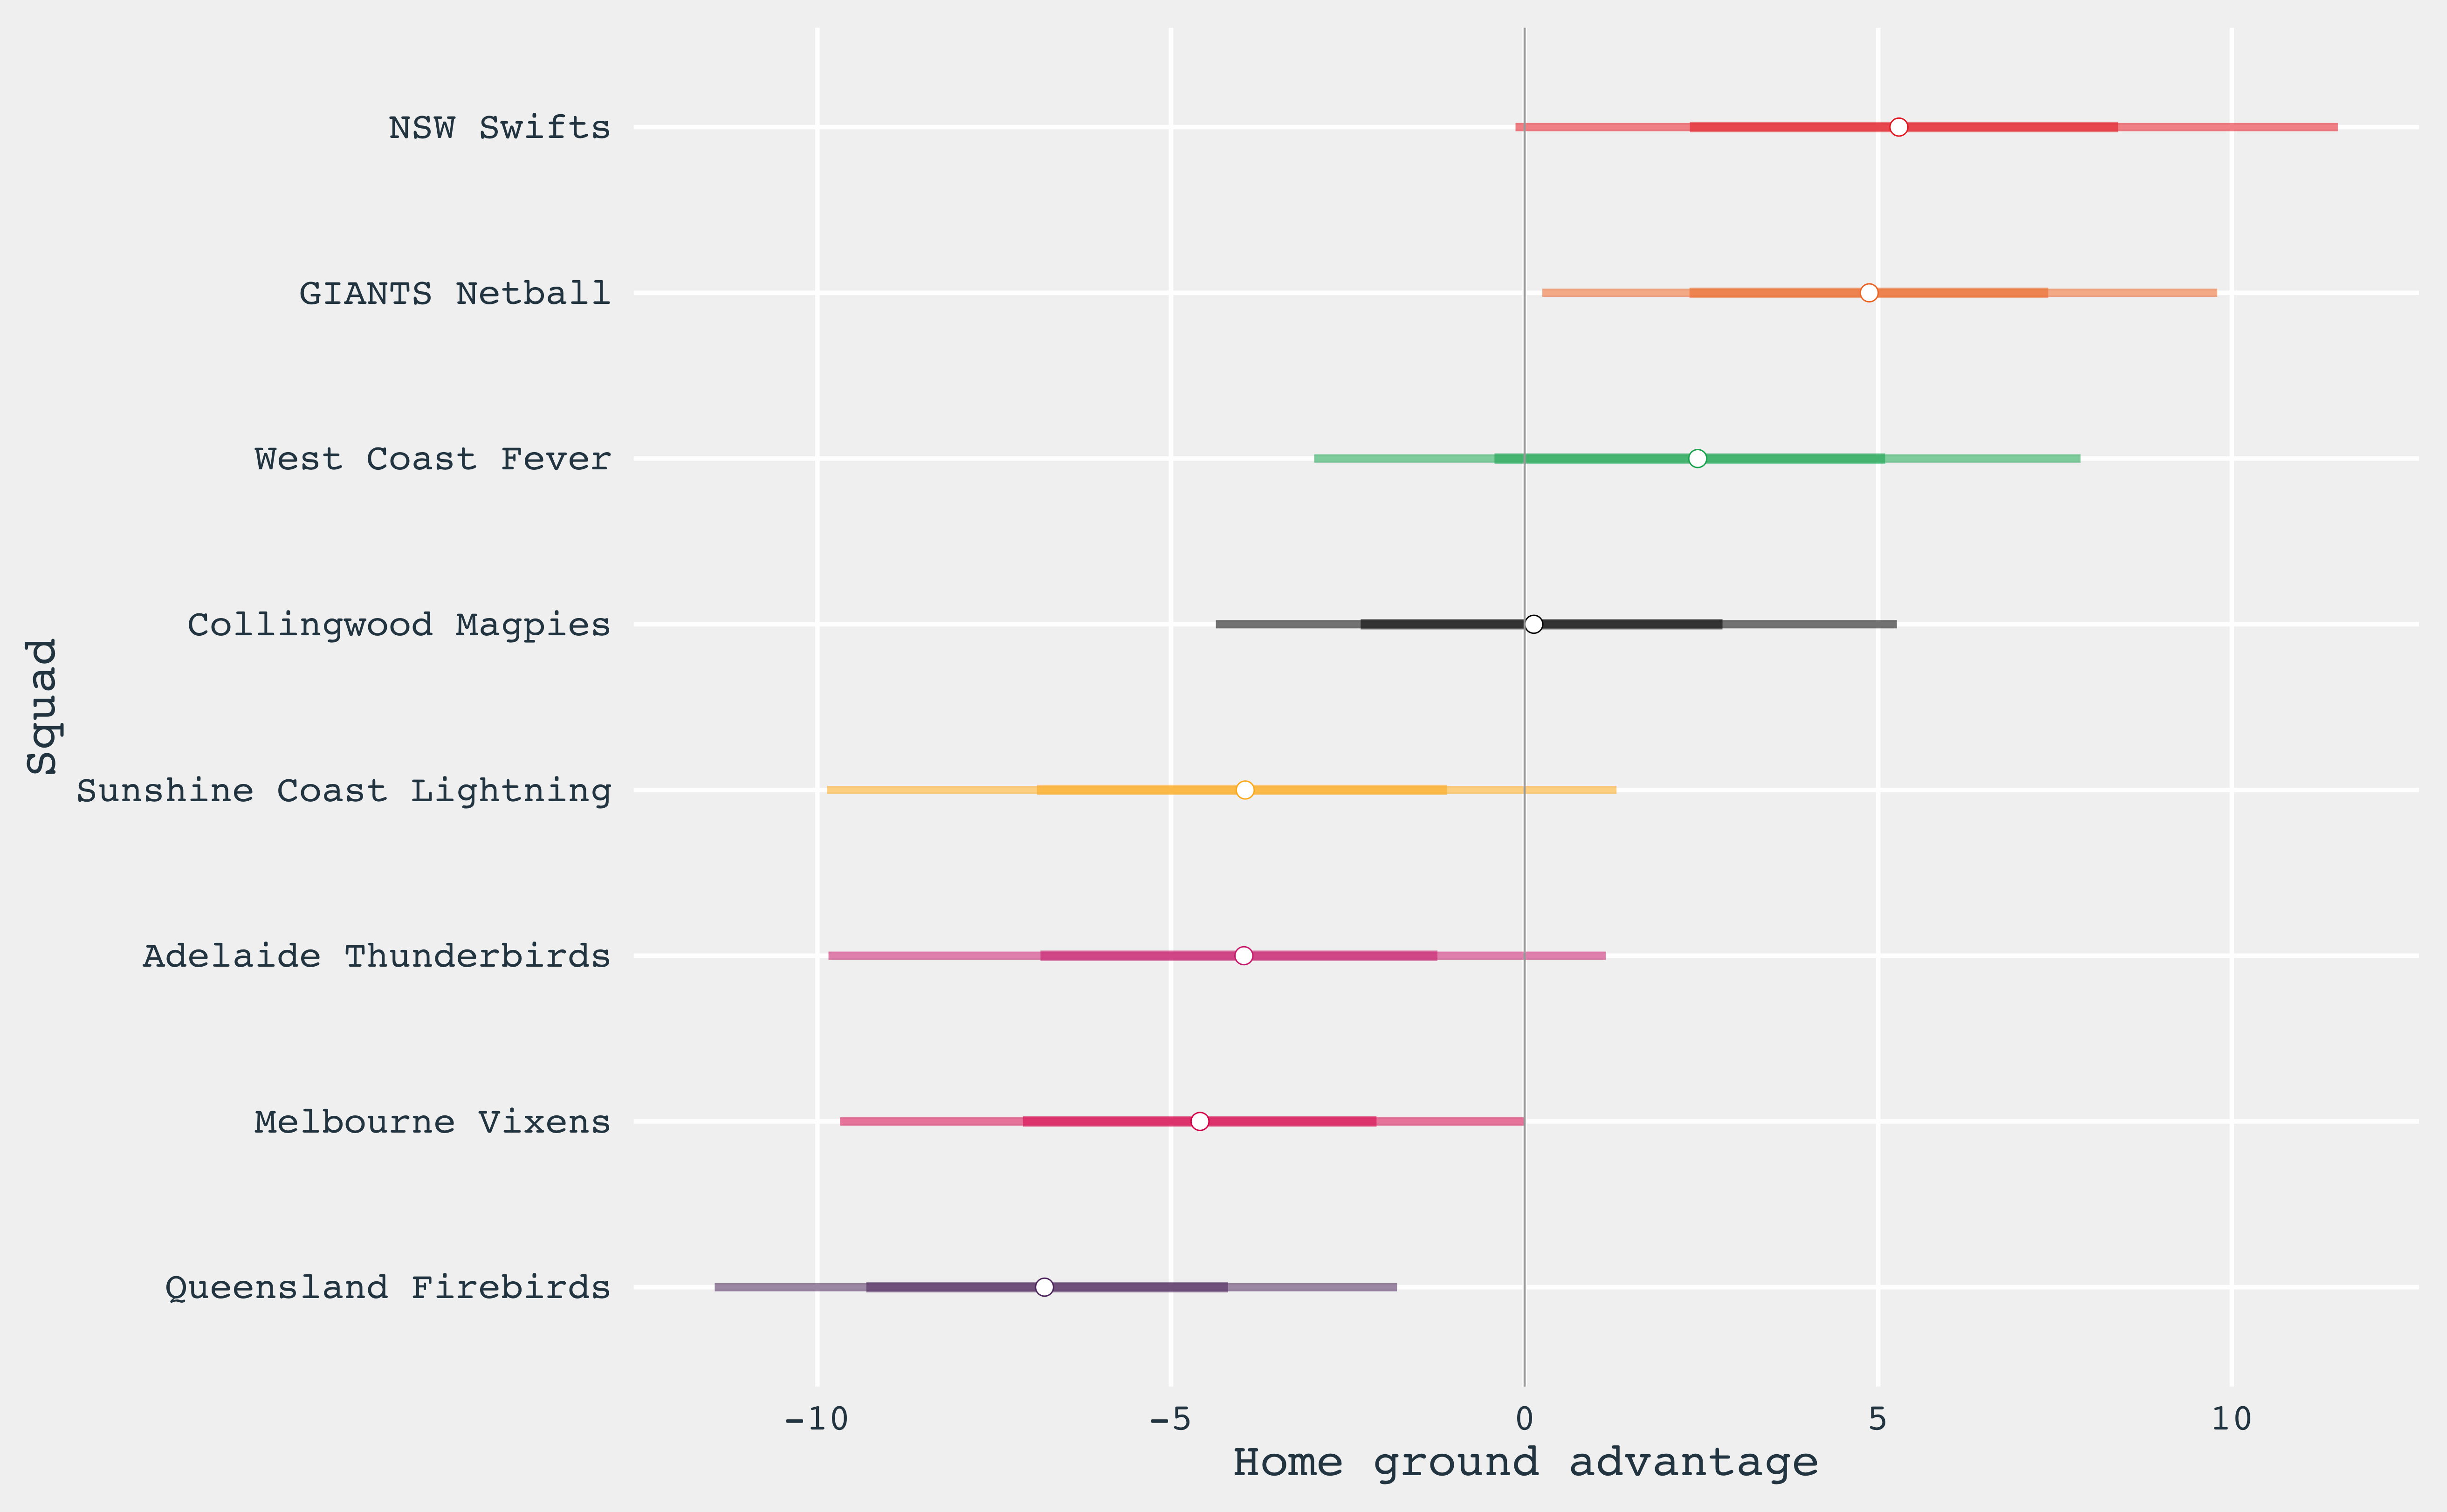 NSW Swifts
GIANTS Netball
West Coast Fever
Collingwood Magpies
Sunshine Coast Lightning
Adelaide Thunderbirds
Melbourne Vixens
Queensland Firebirds
Squad
-10 -5 0 5 10
Home ground advantage